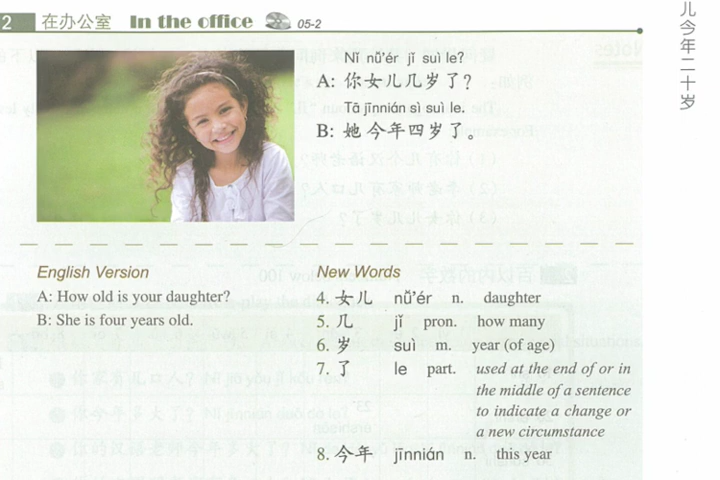 2 在办公室 In the office 05-2
Nǐ nǚ'ér jǐ suì le?
A: 你女儿几岁了?
Tā jīnnián sì suì le.
B: 她今年四岁了。
English Version
A: How old is your daughter?
B: She is four years old.
New Words
4. 女儿 nǚ'ér n. daughter
5. 几 jǐ pron. how many
6. 岁 suì m. year (of age)
7. 了 le part. used at the end of or in
the middle of a sentence
to indicate a change or
a new circumstance
8. 今年 jīnnián n. this year
儿今年二十岁